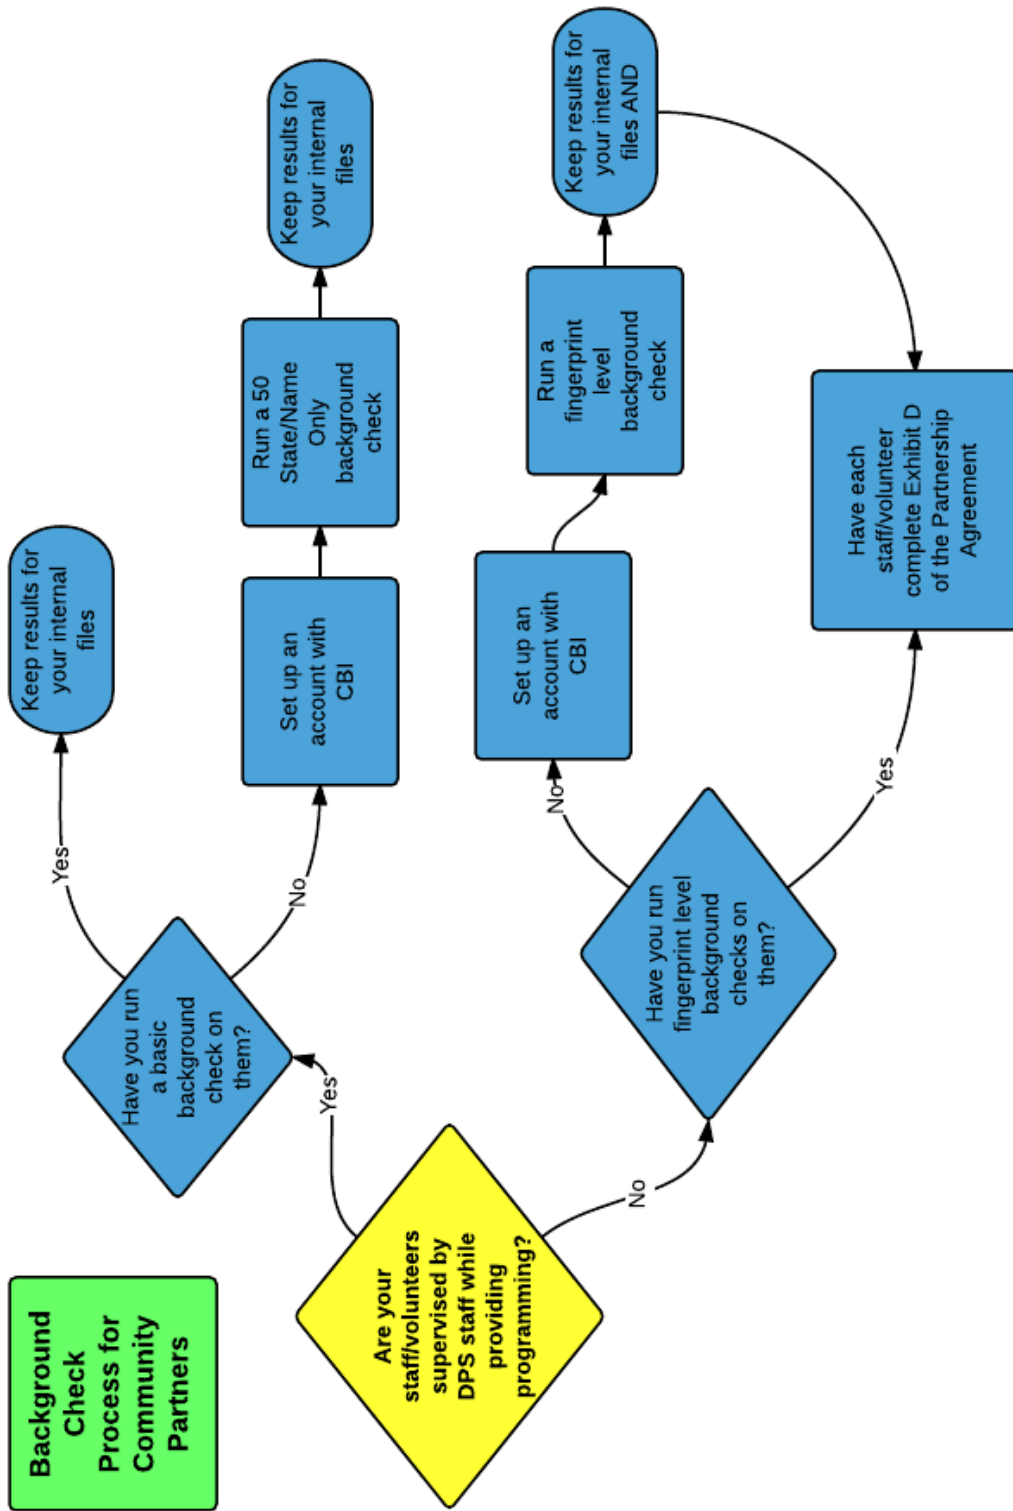 Background
Check
Process for
Community
Partners
Are your
staff/volunteers
supervised by
DPS staff while
providing
programming?
Yes
No
Have you run
a basic
background
check on
them?
Yes
No
Keep results for
your internal
files
Set up an
account with
CBI
Run a 50
State/Name
Only
background
check
Keep results for
your internal
files
Have you run
fingerprint level
background
checks on
them?
No
Yes
Set up an
account with
CBI
Run a
fingerprint
level
background
check
Keep results for
your internal
files AND
Have each
staff/volunteer
complete Exhibit D
of the Partnership
Agreement